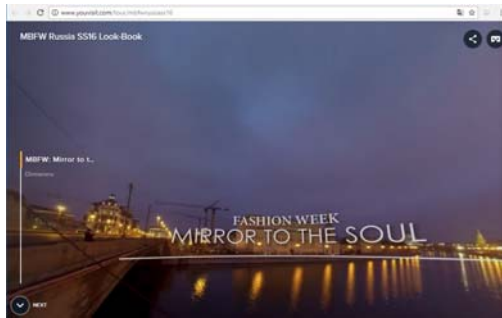 www.youvisit.com/tour/mbfwrussiass16
MBFW Russia SS16 Look-Book
MBFW: Mirror to t...
FASHION WEEK
MIRROR TO THE SOUL
NEXT